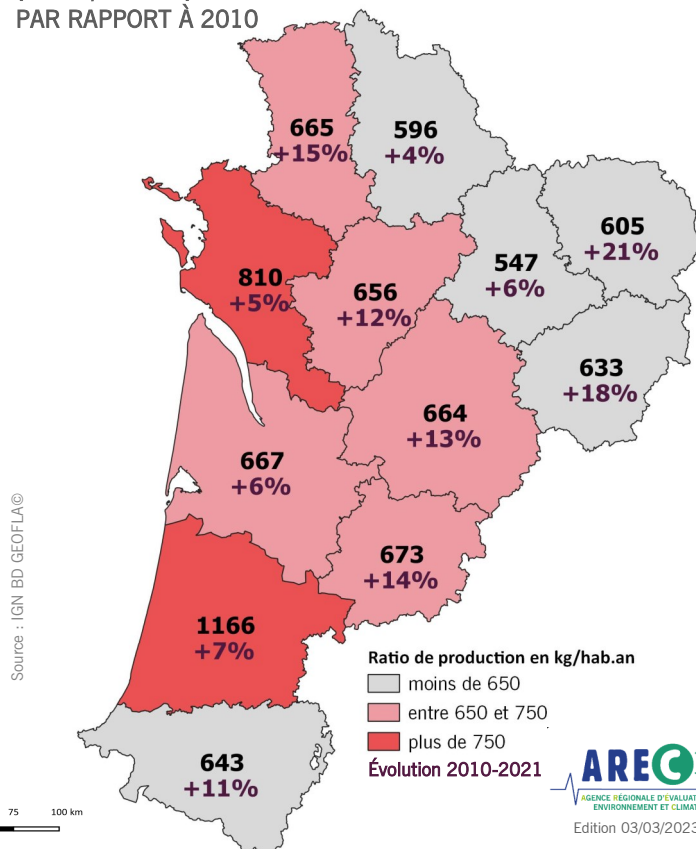 PAR RAPPORT À 2010
665
+15%
596
+4%
605
+21%
547
+6%
810
+5%
656
+12%
633
+18%
664
+13%
667
+6%
673
+14%
1166
+7%
643
+11%
Source : IGN BD GEOFLA©
Ratio de production en kg/hab.an
moins de 650
entre 650 et 750
plus de 750
Évolution 2010-2021
AREC
AGENCE RÉGIONALE D'ÉVALUAT
ENVIRONNEMENT ET CLIMAT
75 100 km
Edition 03/03/2023